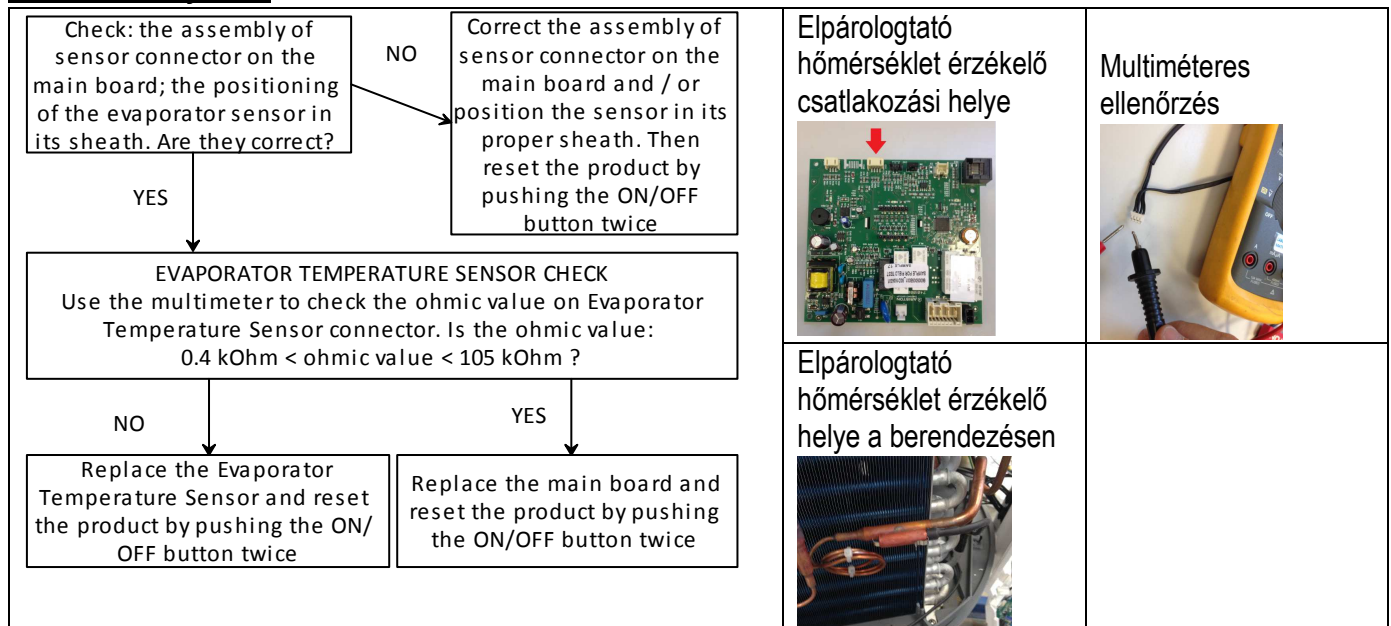 Check: the assembly of
sensor connector on the
main board; the positioning
of the evaporator sensor in
its sheath. Are they correct?
NO
Correct the assembly of
sensor connector on the
main board and / or
position the sensor in its
proper sheath. Then
reset the product by
pushing the ON/OFF
button twice
YES
EVAPORATOR TEMPERATURE SENSOR CHECK
Use the multimeter to check the ohmic value on Evaporator
Temperature Sensor connector. Is the ohmic value:
0.4 kOhm < ohmic value < 105 kOhm ?
NO
YES
Replace the Evaporator
Temperature Sensor and reset
the product by pushing the ON/
OFF button twice
Replace the main board and
reset the product by pushing
the ON/OFF button twice
Elpárologtató
hőmérséklet érzékelő
csatlakozási helye
Multiméteres
ellenőrzés
OFF
Elpárologtató
hőmérséklet érzékelő
helye a berendezésen